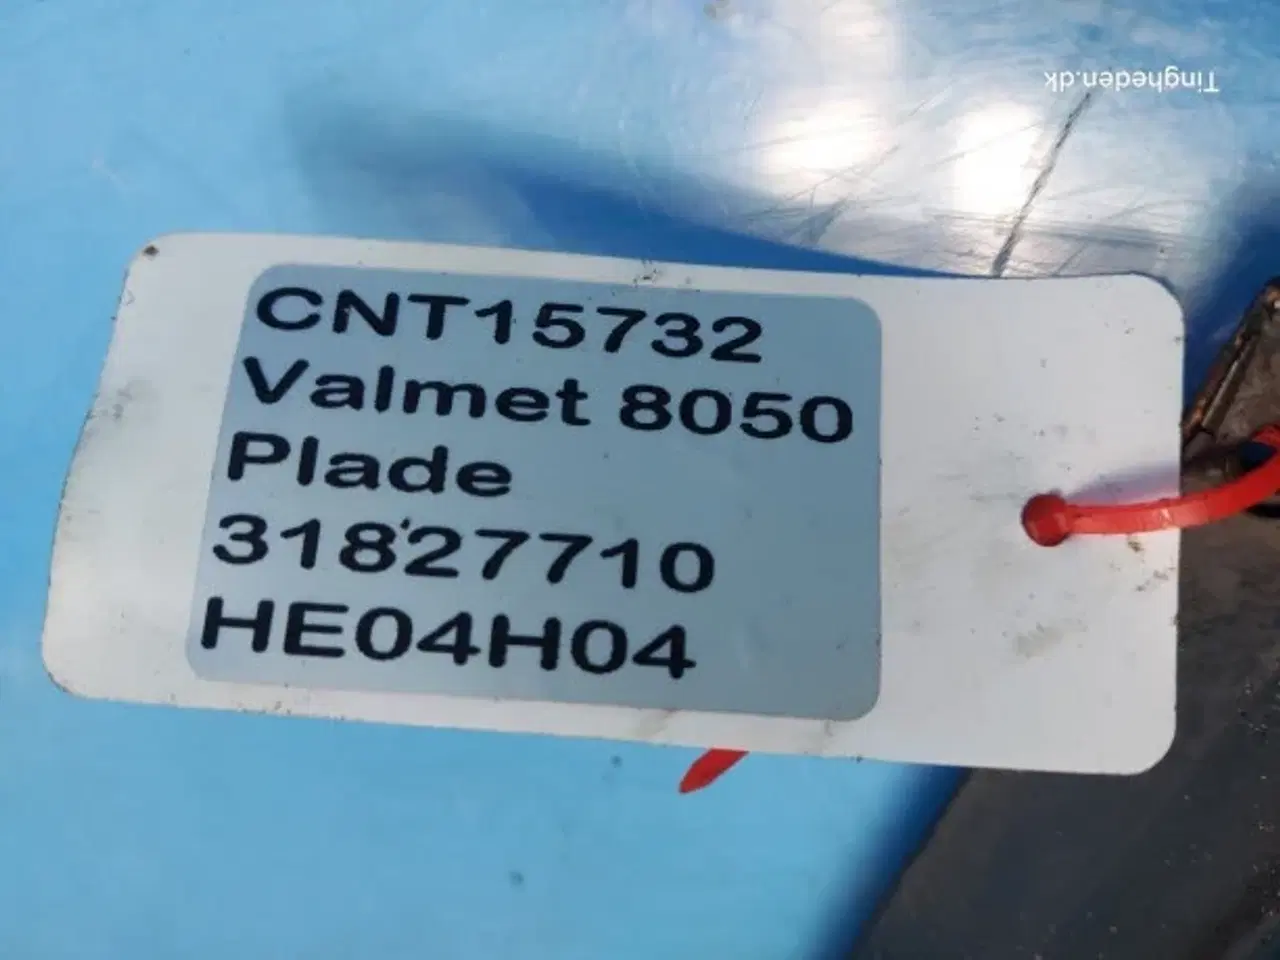 Tingheden.dk
CNT15732
Valmet 8050
Plade
31827710
HE04H04